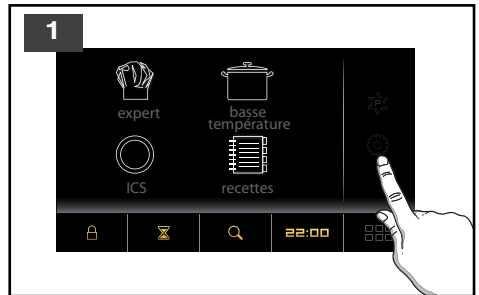 1
expert
basse
température
P
ICS
recettes
22:00